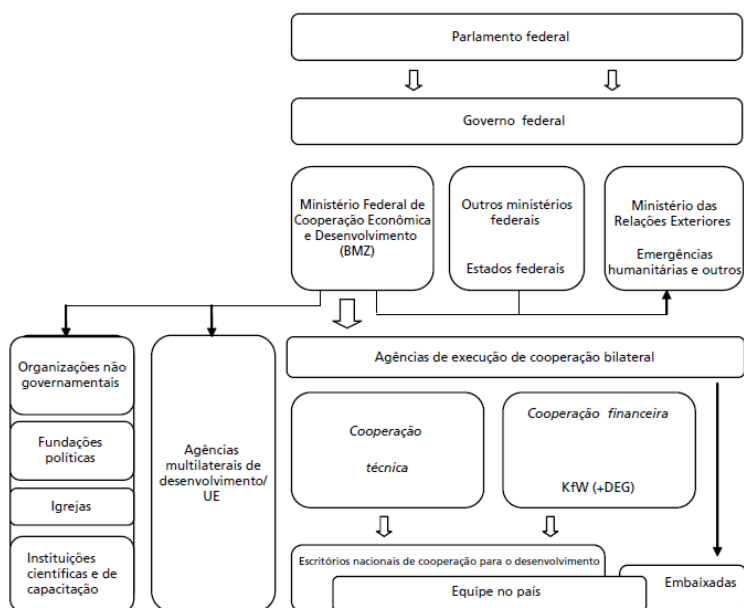 Parlamento federal
Governo federal
Ministério Federal de
Cooperação Econômica
e Desenvolvimento
(BMZ)
Outros ministérios
federais
Estados federais
Ministério das
Relações Exteriores
Emergências
humanitárias e outros
Organizações não
governamentais
Fundações
políticas
Igrejas
Instituições
científicas e de
capacitação
Agências
multilaterais de
desenvolvimento/
UE
Agências de execução de cooperação bilateral
Cooperação
técnica
Cooperação financeira
KfW (+DEG)
Escritórios nacionais de cooperação para o desenvolvimento
Equipe no país
Embaixadas